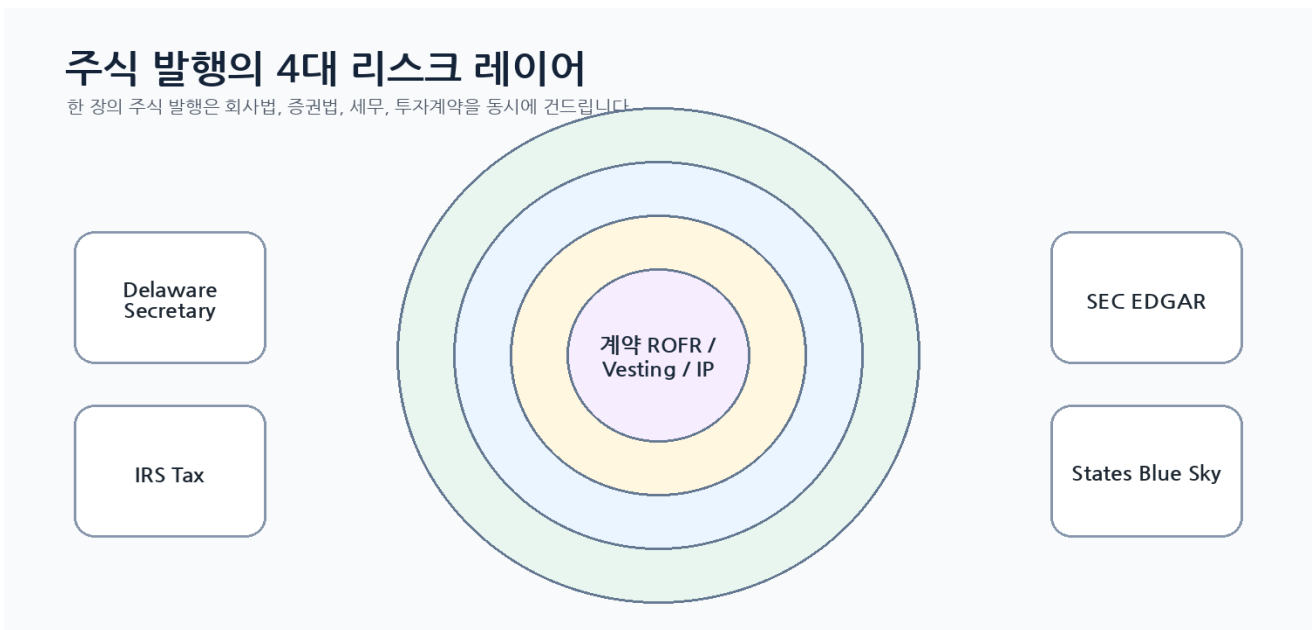 주식 발행의 4대 리스크 레이어
한 장의 주식 발행은 회사법, 증권법, 세무, 투자계약을 동시에 건드립니다.
Delaware
Secretary
IRS Tax
계약 ROFR /
Vesting / IP
SEC EDGAR
States Blue Sky